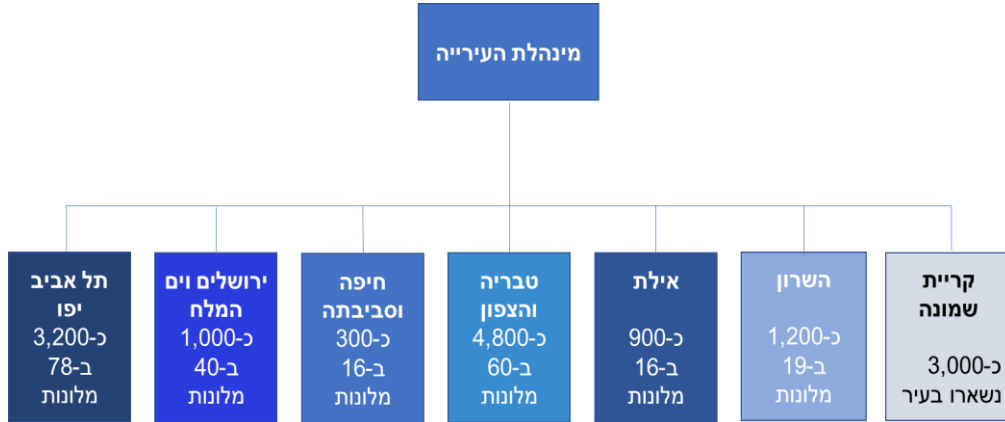 מינהלת העירייה
קריית
שמונה
כ-3,000
נשארו בעיר
השרון
כ-1,200
ב-19
מלונות
אילת
כ-900
ב-16
מלונות
טבריה
והצפון
כ-4,800
ב-60
מלונות
חיפה
וסביבתה
כ-300
ב-16
מלונות
ירושלים וים
המלח
כ-1,000
ב-40
מלונות
תל אביב
יפו
כ-3,200
ב-78
מלונות